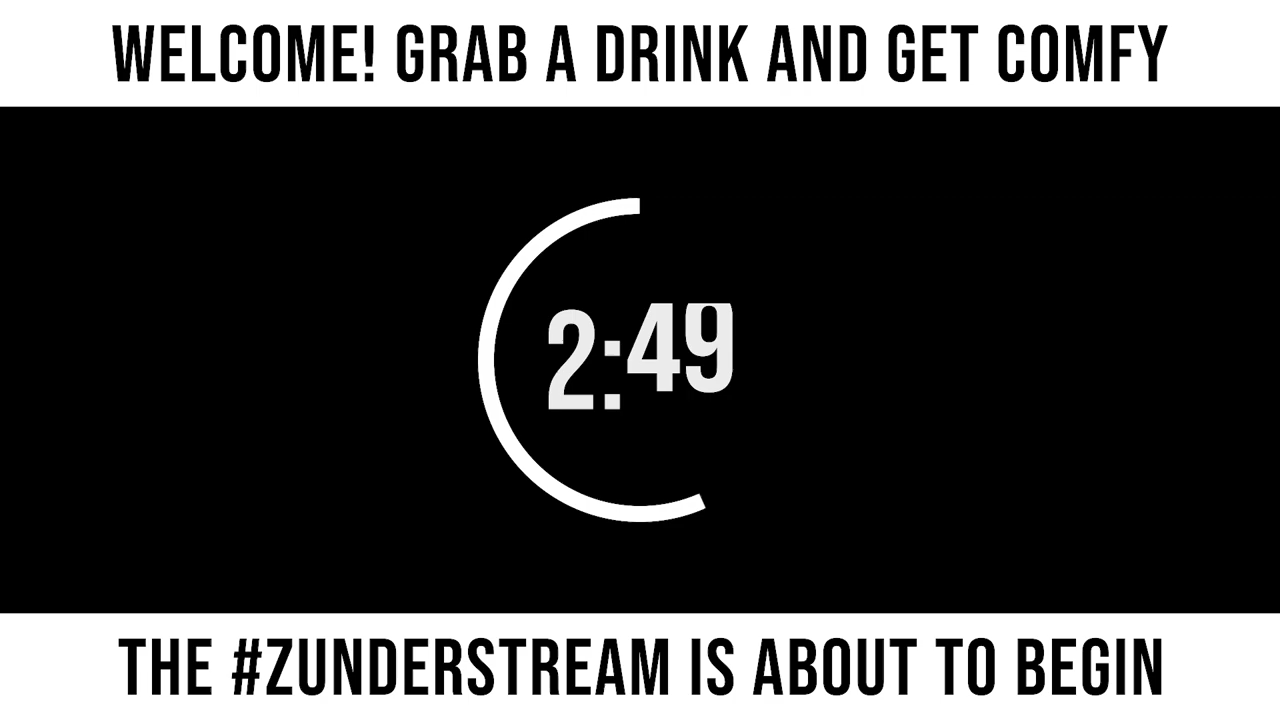 WELCOME! GRAB A DRINK AND GET COMFY
2:49
THE #ZUNDERSTREAM IS ABOUT TO BEGIN